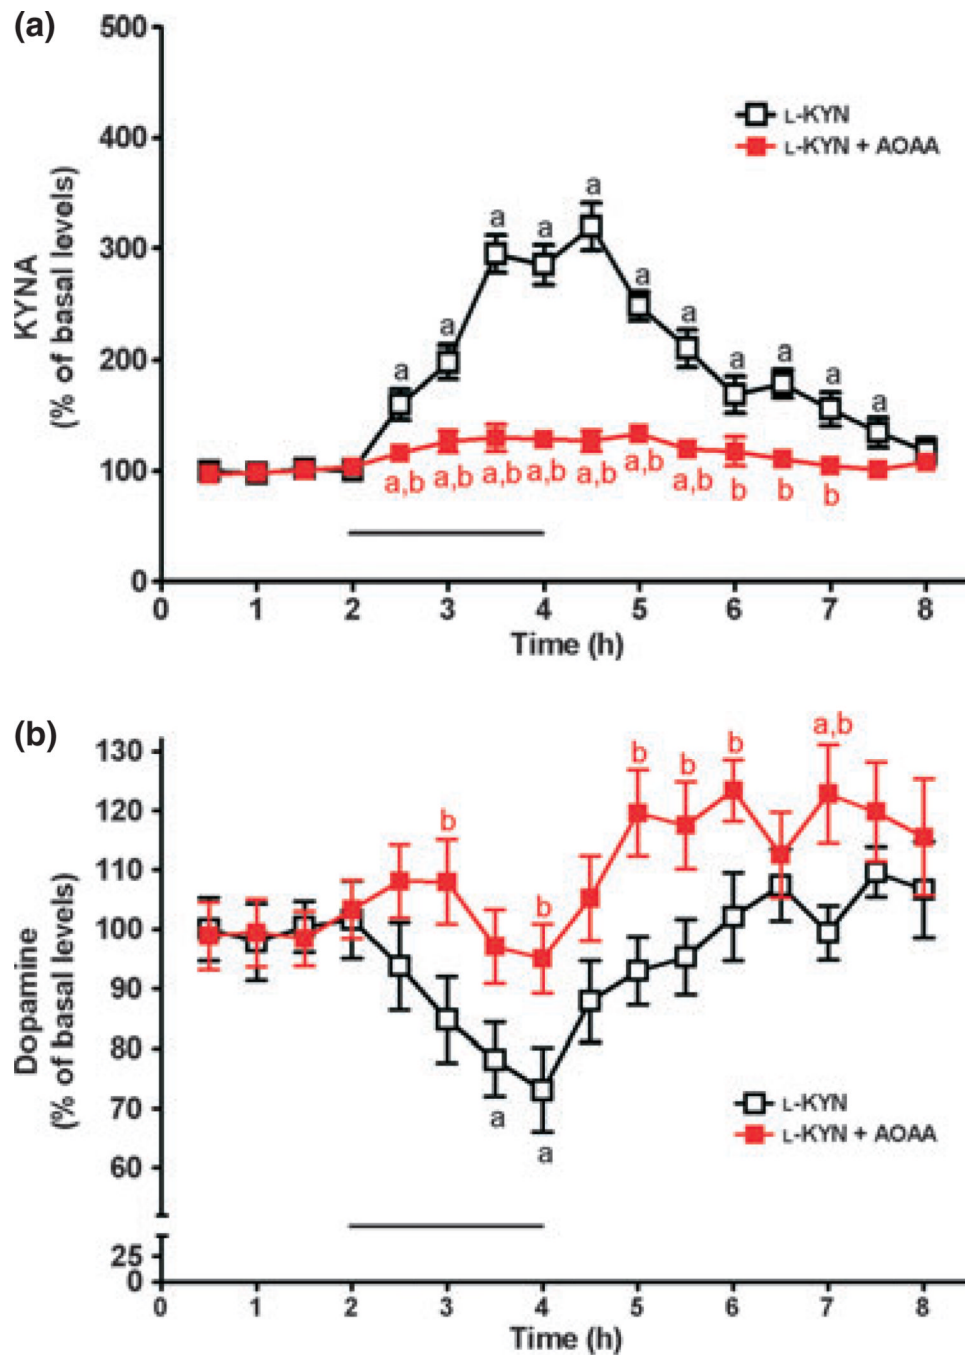 (a)
500
400
300
200
100
0
KYNA
(% of basal levels)
L-KYN
L-KYN + AOAA
a
a
a
a
a
a
a
a
a
a
a
a,b
a,b
a,b
a,b
a,b
a,b
a,b
b
b
b
0 1 2 3 4 5 6 7 8
Time (h)
(b)
130
120
110
100
90
80
70
60
25
0
Dopamine
(% of basal levels)
b
b
b
b
b
a,b
a
a
L-KYN
L-KYN + AOAA
0 1 2 3 4 5 6 7 8
Time (h)